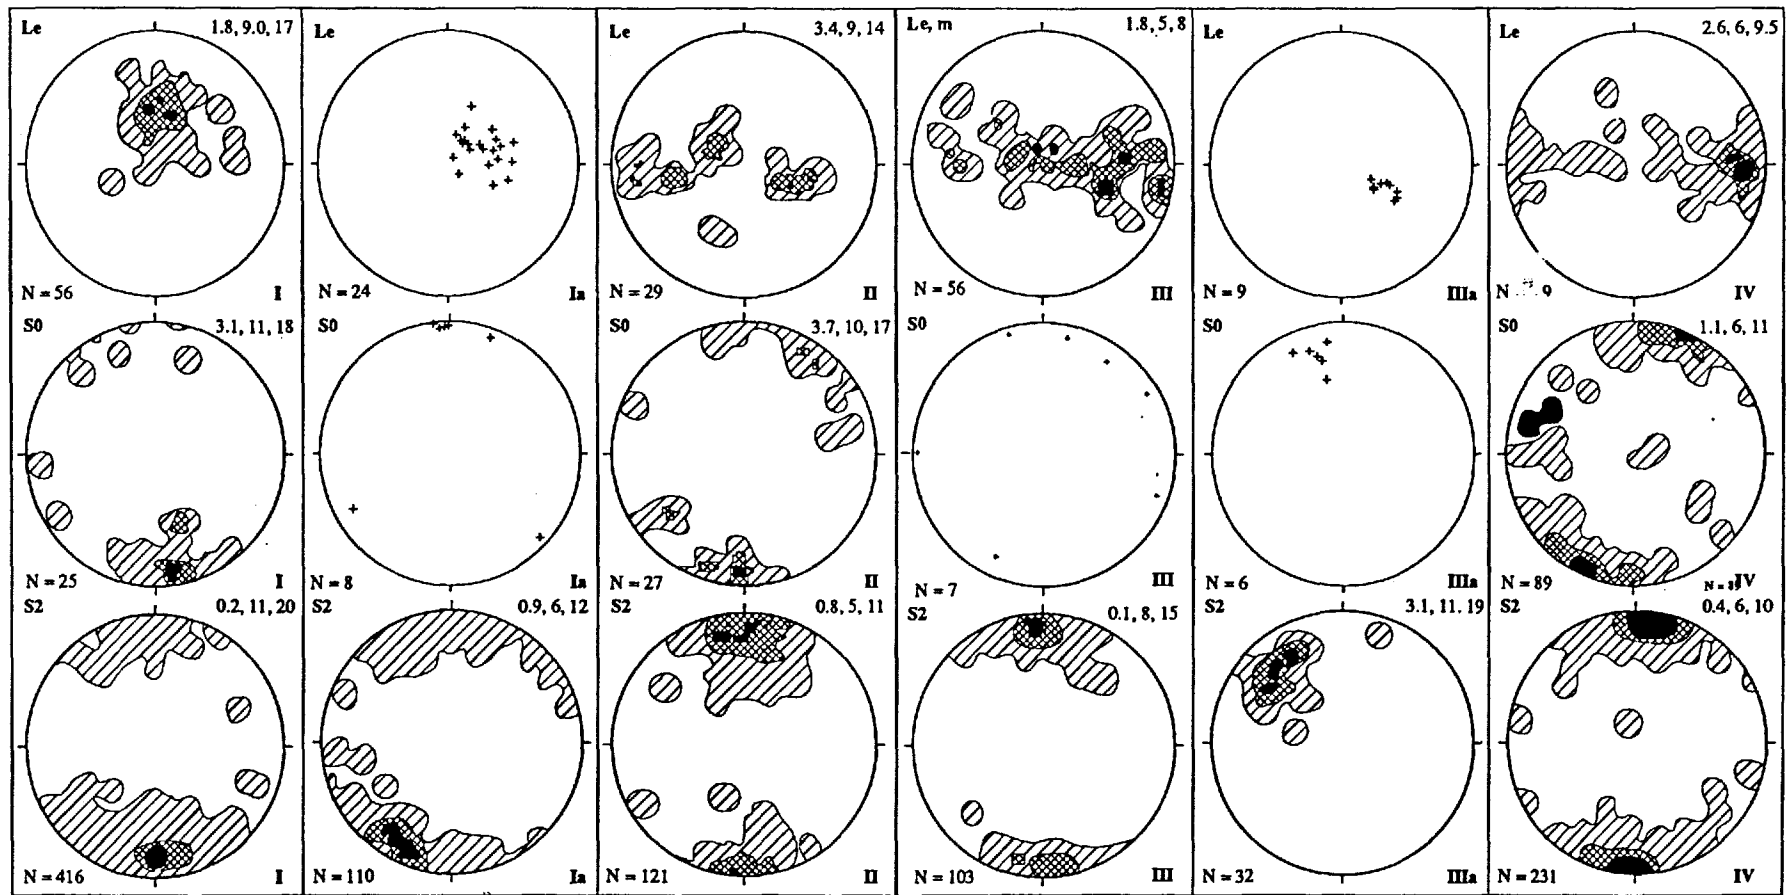 Le 1.8, 9.0, 17
N = 56 I
Le
N = 24 Ia
Le 3.4, 9, 14
N = 29 II
Le, m 1.8, 5, 8
N = 56 III
Le
N = 9 IIIa
Le 2.6, 6, 9.5
N 9 IV
S0 3.1, 11, 18
N = 25 I
S0
N = 8 Ia
S0 3.7, 10, 17
N = 27 II
S0
N = 7 III
S0
N = 6 IIIa
S0 1.1, 6, 11
N = 89 IV
S2 0.2, 11, 20
N = 416 I
S2 0.9, 6, 12
N = 110 Ia
S2 0.8, 5, 11
N = 121 II
S2 0.1, 8, 15
N = 103 III
S2 3.1, 11. 19
N = 32 IIIa
S2 0.4, 6, 10
N = 231 IV